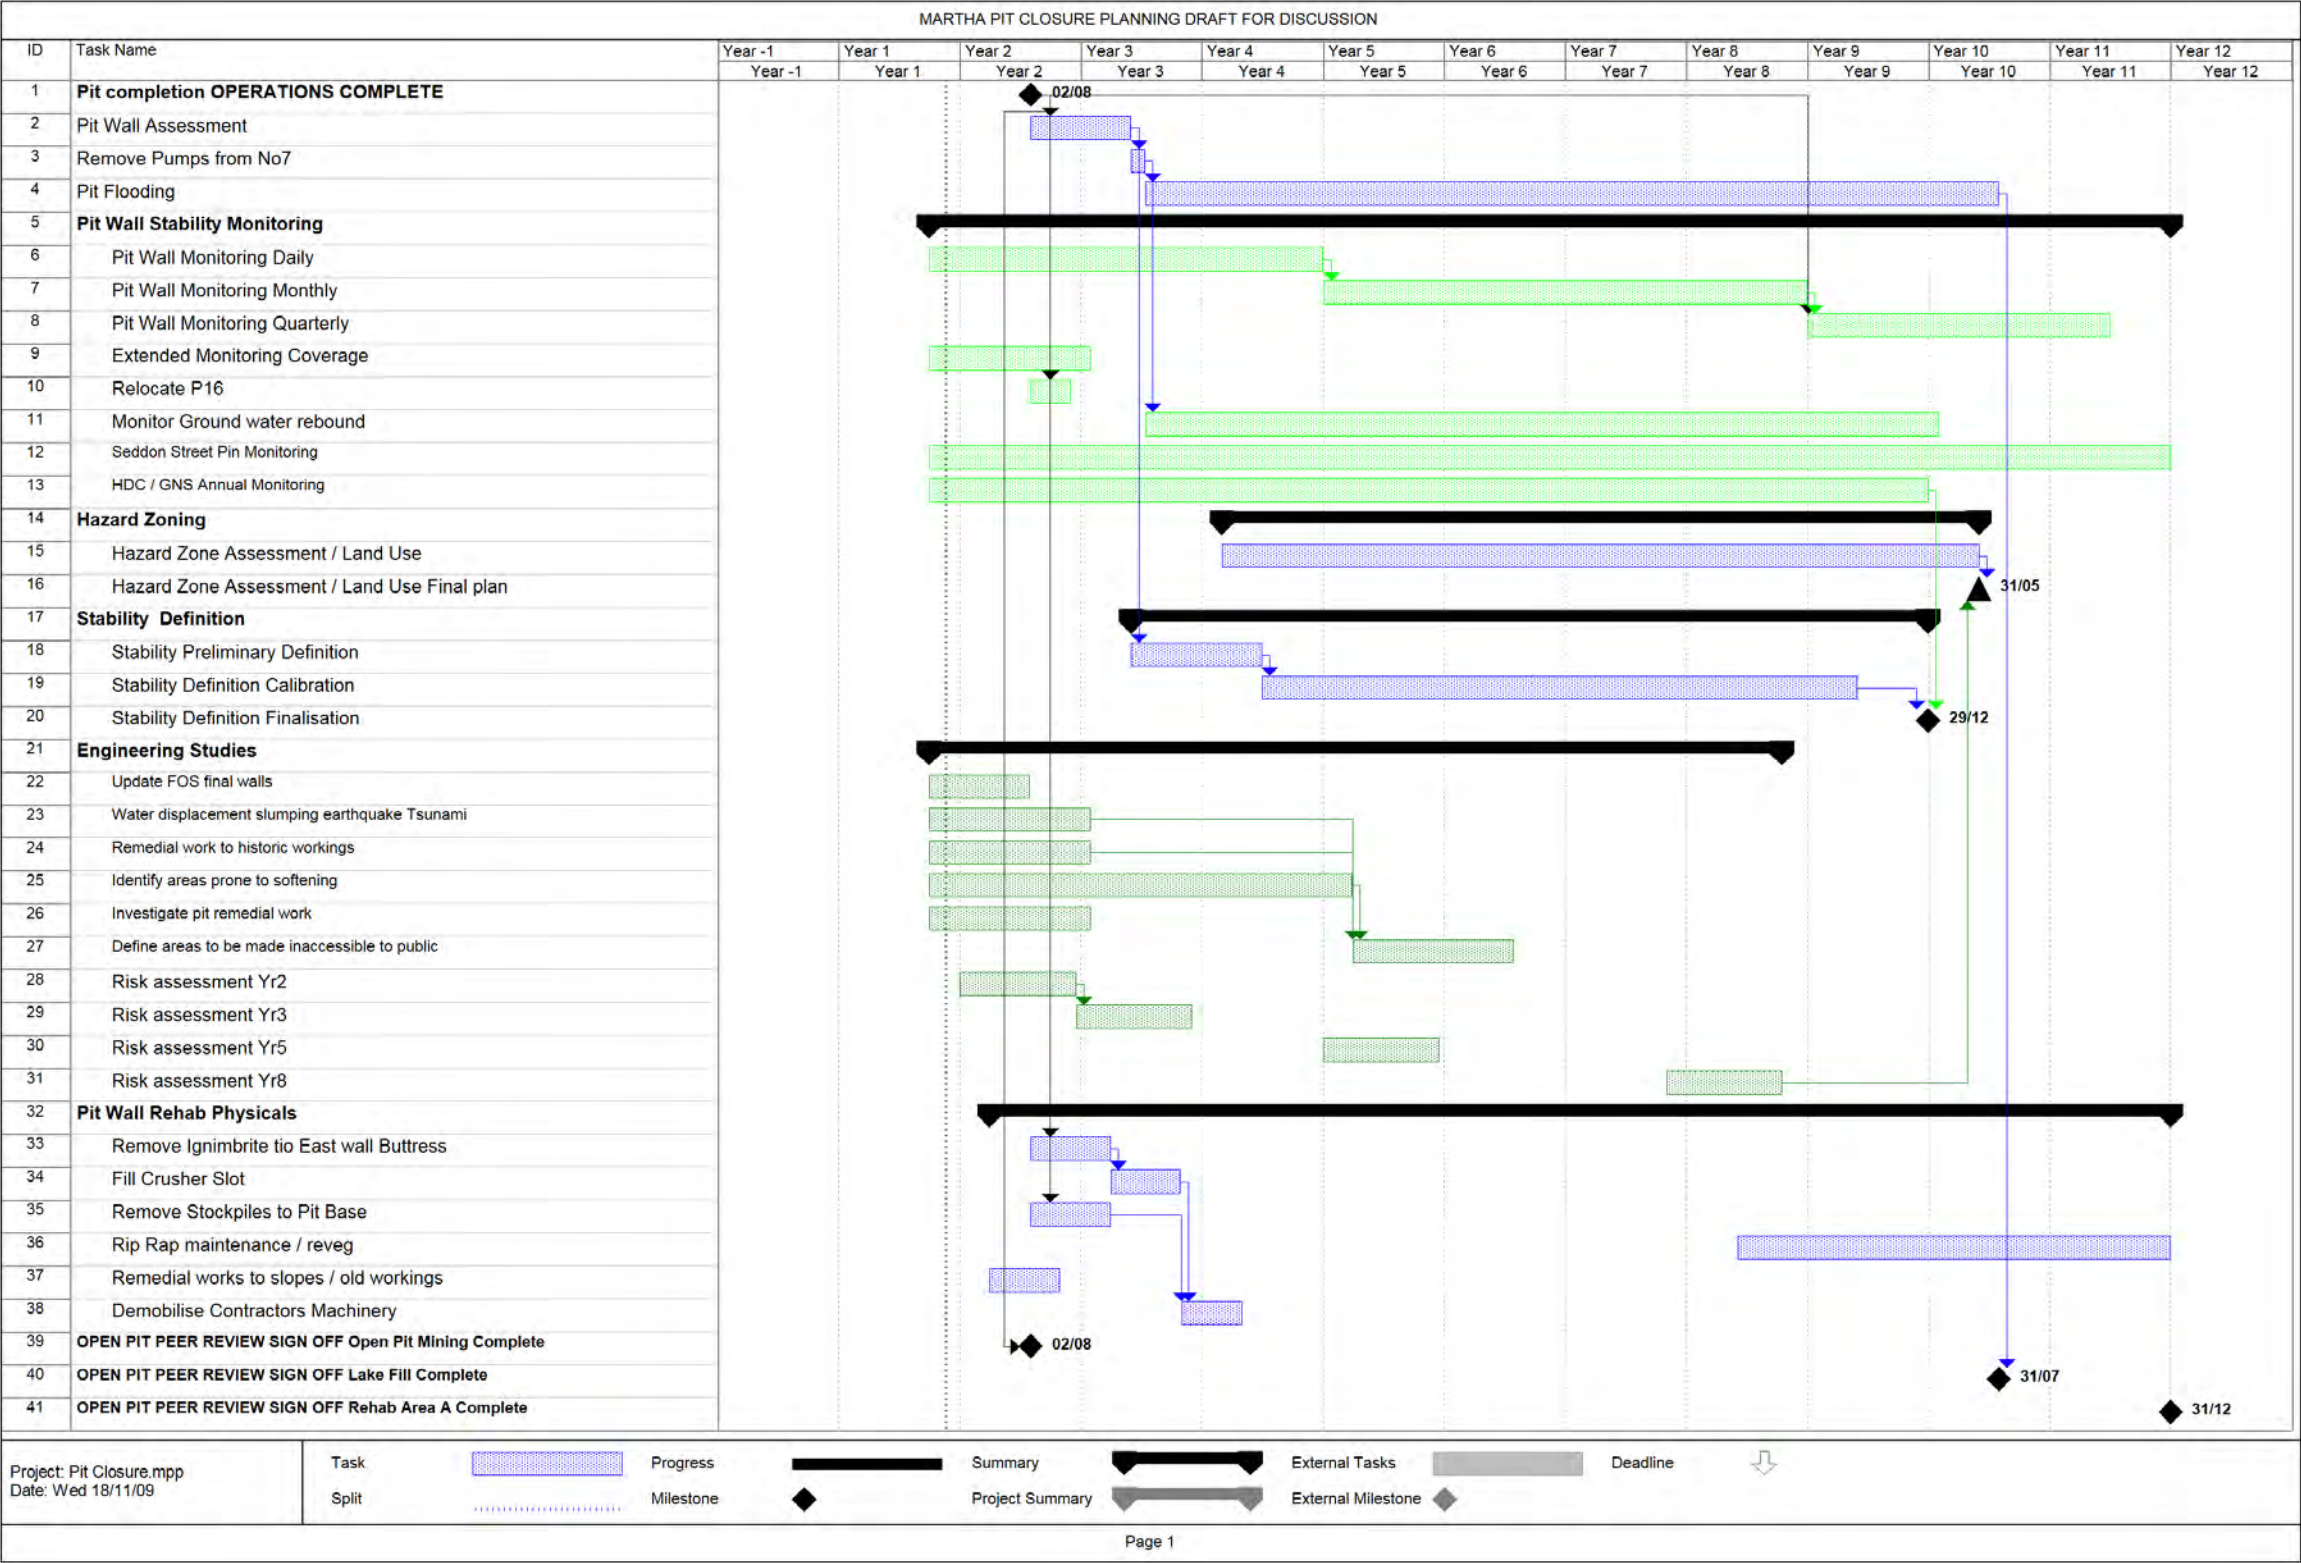 MARTHA PIT CLOSURE PLANNING DRAFT FOR DISCUSSION
ID Task Name Year -1 Year 1 Year 2 Year 3 Year 4 Year 5 Year 6 Year 7 Year 8 Year 9 Year 10 Year 11 Year 12
Year -1 Year 1 Year 2 Year 3 Year 4 Year 5 Year 6 Year 7 Year 8 Year 9 Year 10 Year 11 Year 12
1 Pit completion OPERATIONS COMPLETE 02/08
2 Pit Wall Assessment
3 Remove Pumps from No7
4 Pit Flooding
5 Pit Wall Stability Monitoring
6 Pit Wall Monitoring Daily
7 Pit Wall Monitoring Monthly
8 Pit Wall Monitoring Quarterly
9 Extended Monitoring Coverage
10 Relocate P16
11 Monitor Ground water rebound
12 Seddon Street Pin Monitoring
13 HDC / GNS Annual Monitoring
14 Hazard Zoning
15 Hazard Zone Assessment / Land Use
16 Hazard Zone Assessment / Land Use Final plan 31/05
17 Stability Definition
18 Stability Preliminary Definition
19 Stability Definition Calibration
20 Stability Definition Finalisation 29/12
21 Engineering Studies
22 Update FOS final walls
23 Water displacement slumping earthquake Tsunami
24 Remedial work to historic workings
25 Identify areas prone to softening
26 Investigate pit remedial work
27 Define areas to be made inaccessible to public
28 Risk assessment Yr2
29 Risk assessment Yr3
30 Risk assessment Yr5
31 Risk assessment Yr8
32 Pit Wall Rehab Physicals
33 Remove Ignimbrite tio East wall Buttress
34 Fill Crusher Slot
35 Remove Stockpiles to Pit Base
36 Rip Rap maintenance / reveg
37 Remedial works to slopes / old workings
38 Demobilise Contractors Machinery
39 OPEN PIT PEER REVIEW SIGN OFF Open Pit Mining Complete 02/08
40 OPEN PIT PEER REVIEW SIGN OFF Lake Fill Complete 31/07
41 OPEN PIT PEER REVIEW SIGN OFF Rehab Area A Complete 31/12
Project: Pit Closure.mpp
Date: Wed 18/11/09
Task Progress Summary External Tasks Deadline
Split Milestone Project Summary External Milestone
Page 1